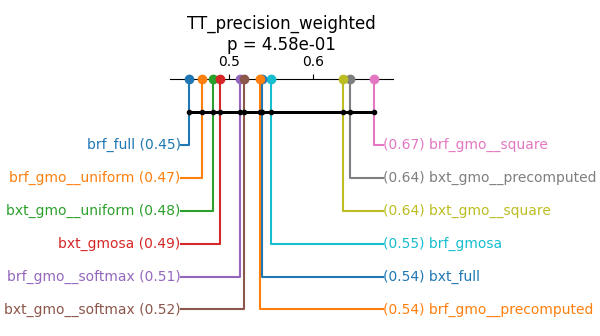 TT_precision_weighted
p = 4.58e-01
0.5 0.6
brf_full (0.45) (0.67) brf_gmo__square
brf_gmo__uniform (0.47) (0.64) bxt_gmo__precomputed
bxt_gmo__uniform (0.48) (0.64) bxt_gmo__square
bxt_gmosa (0.49) (0.55) brf_gmosa
brf_gmo__softmax (0.51) (0.54) bxt_full
bxt_gmo__softmax (0.52) (0.54) brf_gmo__precomputed